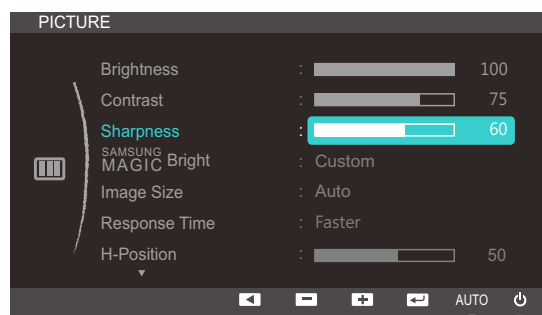 PICTURE
Brightness : 100
Contrast : 75
Sharpness : 60
SAMSUNG
MAGIC Bright : Custom
Image Size : Auto
Response Time : Faster
H-Position : 50
AUTO